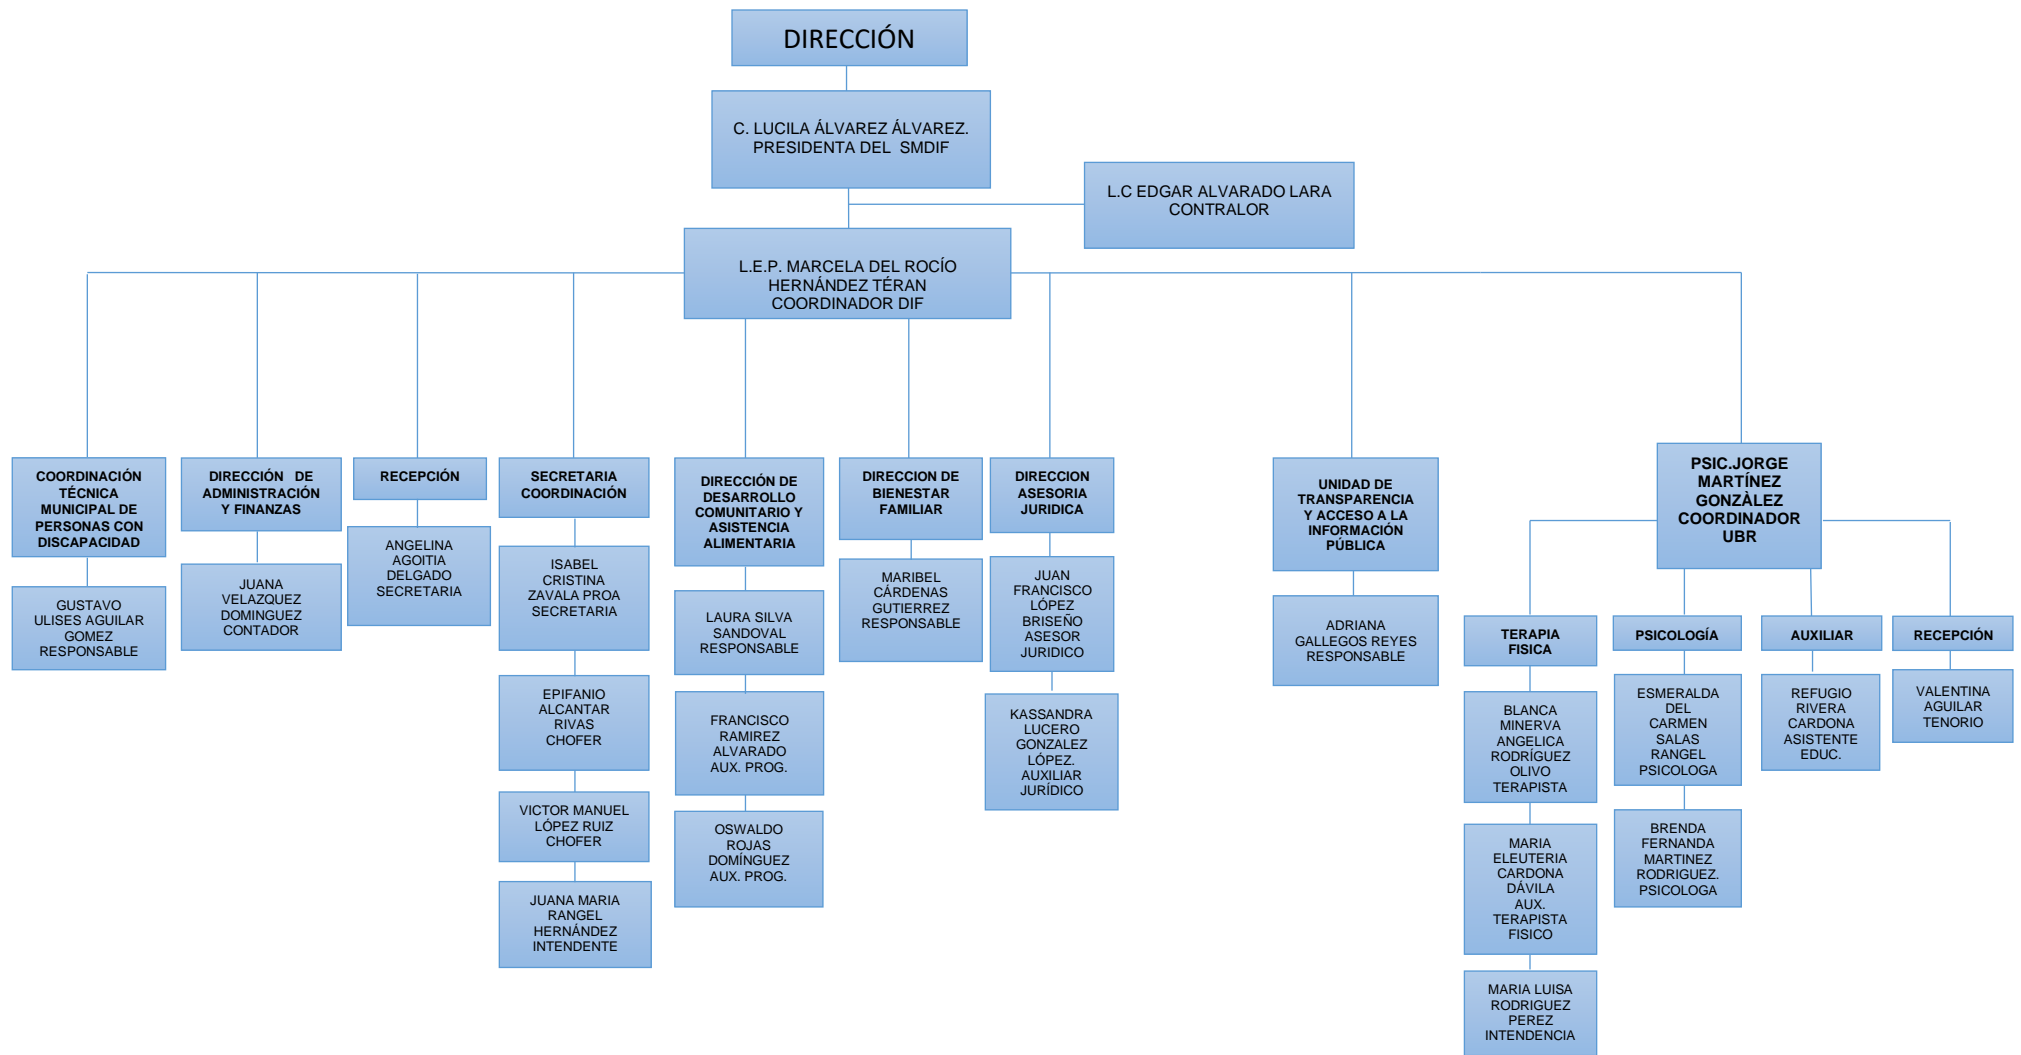 DIRECCIÓN
C. LUCILA ÁLVAREZ ÁLVAREZ.
PRESIDENTA DEL SMDIF
L.C EDGAR ALVARADO LARA
CONTRALOR
L.E.P. MARCELA DEL ROCÍO
HERNÁNDEZ TÉRAN
COORDINADOR DIF
COORDINACIÓN
TÉCNICA
MUNICIPAL DE
PERSONAS CON
DISCAPACIDAD
GUSTAVO
ULISES AGUILAR
GOMEZ
RESPONSABLE
DIRECCIÓN DE
ADMINISTRACIÓN
Y FINANZAS
JUANA
VELAZQUEZ
DOMINGUEZ
CONTADOR
RECEPCIÓN
ANGELINA
AGOITIA
DELGADO
SECRETARIA
SECRETARIA
COORDINACIÓN
ISABEL
CRISTINA
ZAVALA PROA
SECRETARIA
EPIFANIO
ALCANTAR
RIVAS
CHOFER
VICTOR MANUEL
LÓPEZ RUIZ
CHOFER
JUANA MARIA
RANGEL
HERNÁNDEZ
INTENDENTE
DIRECCIÓN DE
DESARROLLO
COMUNITARIO Y
ASISTENCIA
ALIMENTARIA
LAURA SILVA
SANDOVAL
RESPONSABLE
FRANCISCO
RAMIREZ
ALVARADO
AUX. PROG.
OSWALDO
ROJAS
DOMÍNGUEZ
AUX. PROG.
DIRECCION DE
BIENESTAR
FAMILIAR
MARIBEL
CÁRDENAS
GUTIERREZ
RESPONSABLE
DIRECCION
ASESORIA
JURIDICA
JUAN
FRANCISCO
LÓPEZ
BRISEÑO
ASESOR
JURIDICO
KASSANDRA
LUCERO
GONZALEZ
LÓPEZ.
AUXILIAR
JURÍDICO
UNIDAD DE
TRANSPARENCIA
Y ACCESO A LA
INFORMACIÓN
PÚBLICA
ADRIANA
GALLEGOS REYES
RESPONSABLE
PSIC.JORGE
MARTÍNEZ
GONZÀLEZ
COORDINADOR
UBR
TERAPIA
FISICA
BLANCA
MINERVA
ANGELICA
RODRÍGUEZ
OLIVO
TERAPISTA
MARIA
ELEUTERIA
CARDONA
DÁVILA
AUX.
TERAPISTA
FISICO
MARIA LUISA
RODRIGUEZ
PEREZ
INTENDENCIA
PSICOLOGÍA
ESMERALDA
DEL
CARMEN
SALAS
RANGEL
PSICOLOGA
BRENDA
FERNANDA
MARTINEZ
RODRIGUEZ.
PSICOLOGA
AUXILIAR
REFUGIO
RIVERA
CARDONA
ASISTENTE
EDUC.
RECEPCIÓN
VALENTINA
AGUILAR
TENORIO